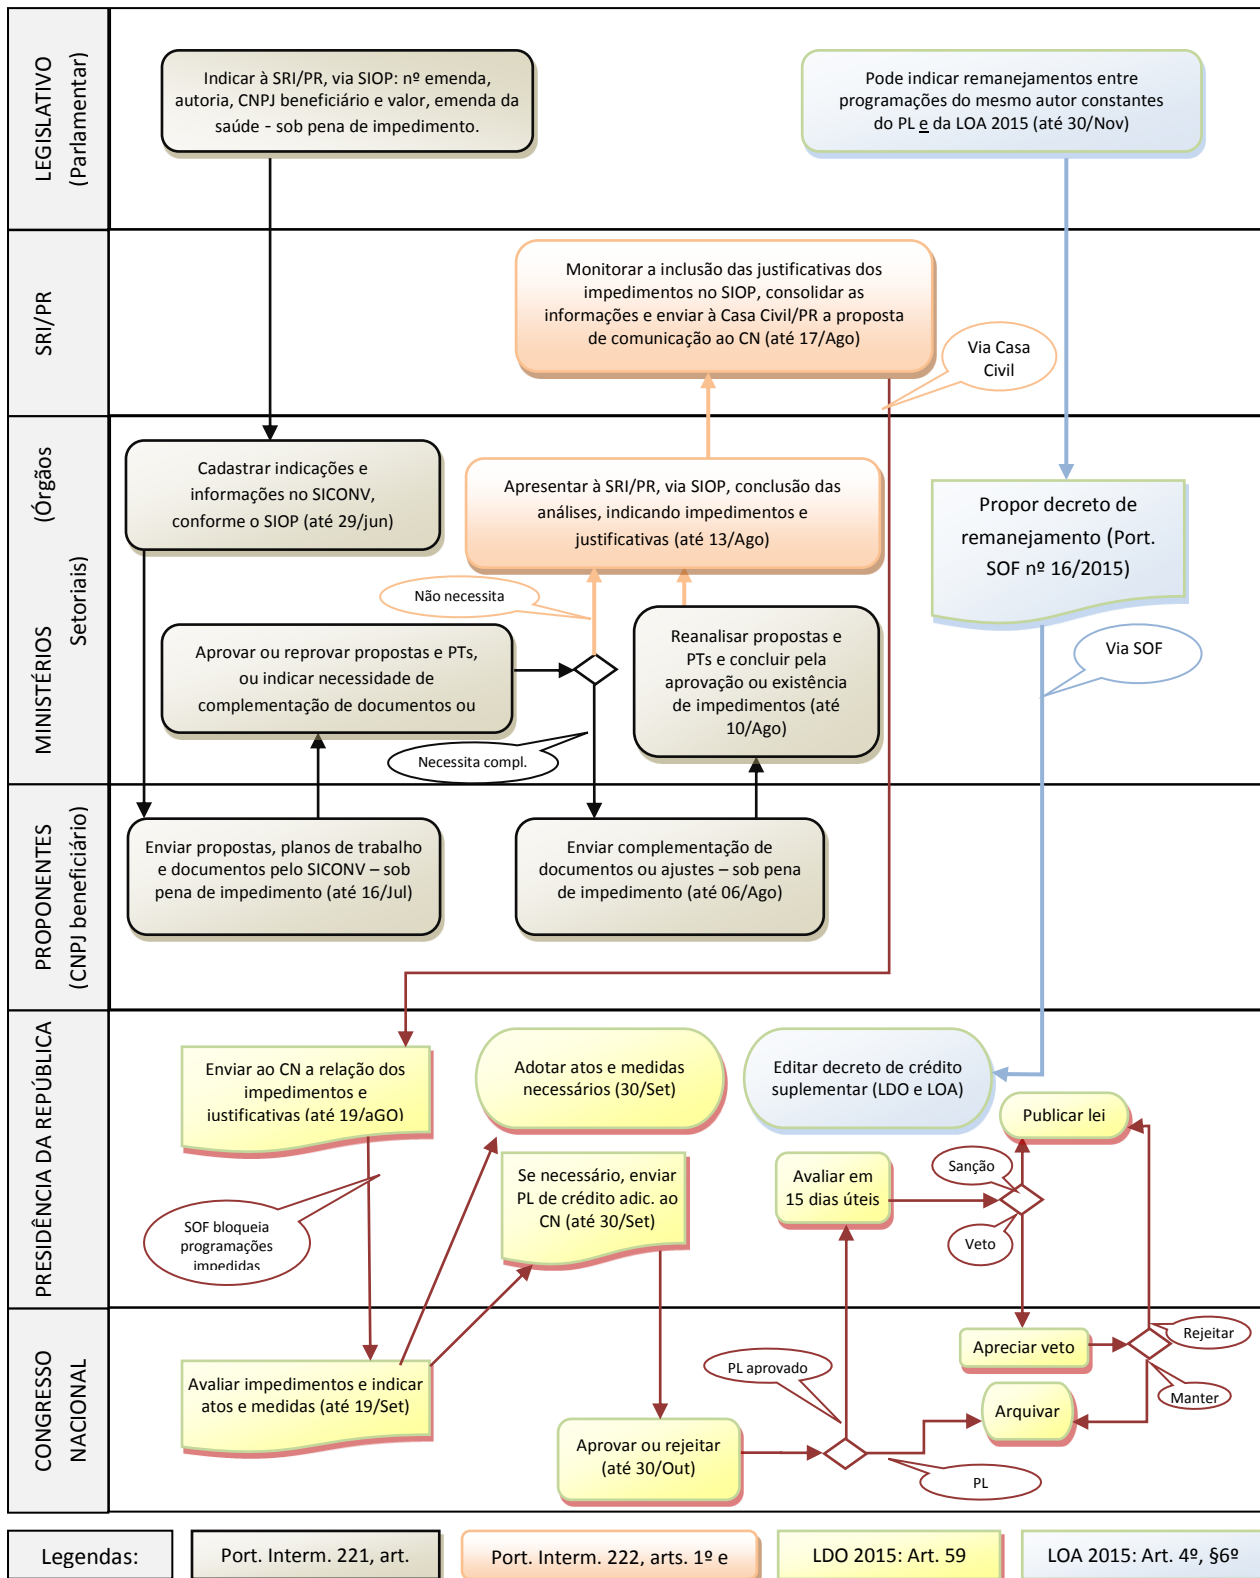 LEGISLATIVO
(Parlamentar)
Indicar à SRI/PR, via SIOP: nº emenda,
autoria, CNPJ beneficiário e valor, emenda da
saúde - sob pena de impedimento.
Pode indicar remanejamentos entre
programações do mesmo autor constantes
do PL e da LOA 2015 (até 30/Nov)
SRI/PR
Monitorar a inclusão das justificativas dos
impedimentos no SIOP, consolidar as
informações e enviar à Casa Civil/PR a proposta
de comunicação ao CN (até 17/Ago)
Via Casa
Civil
MINISTÉRIOS (Órgãos
Setoriais)
Cadastrar indicações e
informações no SICONV,
conforme o SIOP (até 29/jun)
Apresentar à SRI/PR, via SIOP, conclusão das
análises, indicando impedimentos e
justificativas (até 13/Ago)
Propor decreto de
remanejamento (Port.
SOF nº 16/2015)
Não necessita
Aprovar ou reprovar propostas e PTs,
ou indicar necessidade de
complementação de documentos ou
Reanalisar propostas e
PTs e concluir pela
aprovação ou existência
de impedimentos (até
10/Ago)
Via SOF
Necessita compl.
PROPONENTES
(CNPJ beneficiário)
Enviar propostas, planos de trabalho
e documentos pelo SICONV – sob
pena de impedimento (até 16/Jul)
Enviar complementação de
documentos ou ajustes – sob pena
de impedimento (até 06/Ago)
PRESIDÊNCIA DA REPÚBLICA
Enviar ao CN a relação dos
impedimentos e
justificativas (até 19/aGO)
Adotar atos e medidas
necessários (30/Set)
Editar decreto de crédito
suplementar (LDO e LOA)
Publicar lei
Se necessário, enviar
PL de crédito adic. ao
CN (até 30/Set)
Avaliar em
15 dias úteis
Sanção
Veto
SOF bloqueia
programações
impedidas
CONGRESSO
NACIONAL
Avaliar impedimentos e indicar
atos e medidas (até 19/Set)
PL aprovado
Apreciar veto
Rejeitar
Manter
Arquivar
Aprovar ou rejeitar
(até 30/Out)
PL
Legendas:
Port. Interm. 221, art.
Port. Interm. 222, arts. 1º e
LDO 2015: Art. 59
LOA 2015: Art. 4º, §6º